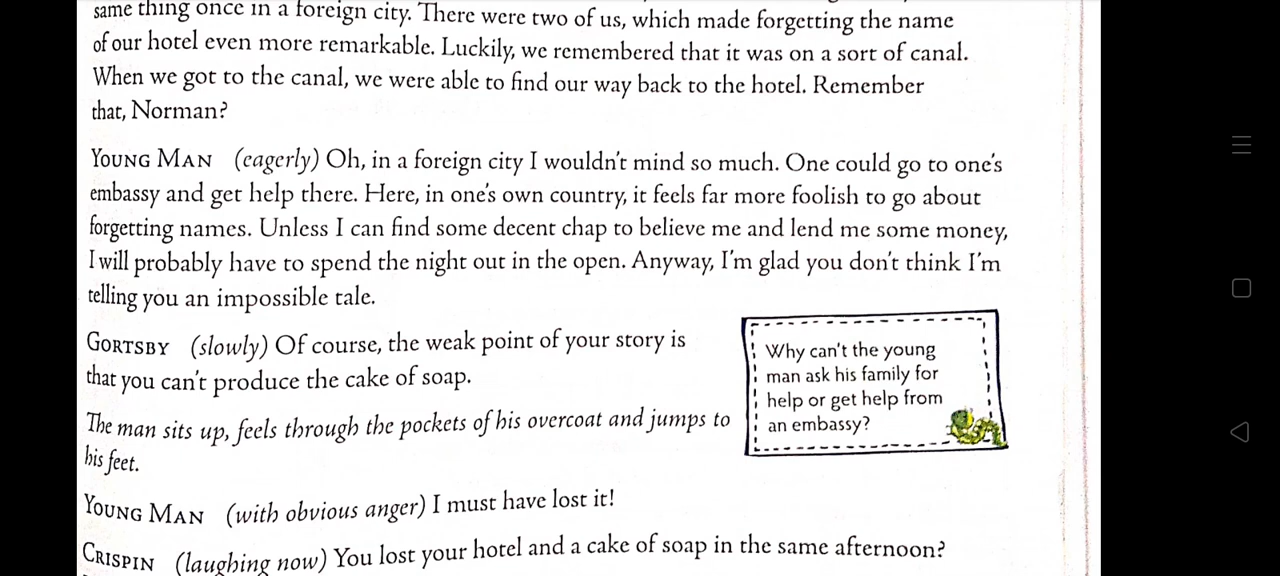 same thing once in a foreign city. There were two of us, which made forgetting the name
of our hotel even more remarkable. Luckily, we remembered that it was on a sort of canal.
When we got to the canal, we were able to find our way back to the hotel. Remember
that, Norman?
YOUNG MAN (eagerly) Oh, in a foreign city I wouldn't mind so much. One could go to one's
embassy and get help there. Here, in one's own country, it feels far more foolish to go about
forgetting names. Unless I can find some decent chap to believe me and lend me some money,
I will probably have to spend the night out in the open. Anyway, I'm glad you don't think I'm
telling you an impossible tale.
GORTSBY (slowly) Of course, the weak point of your story is
that you can't produce the cake of soap.
The man sits up, feels through the pockets of his overcoat and jumps to
his feet.
Why can't the young
man ask his family for
help or get help from
an embassy?
YOUNG MAN (with obvious anger) I must have lost it!
CRISPIN (laughing now) You lost your hotel and a cake of soap in the same afternoon?